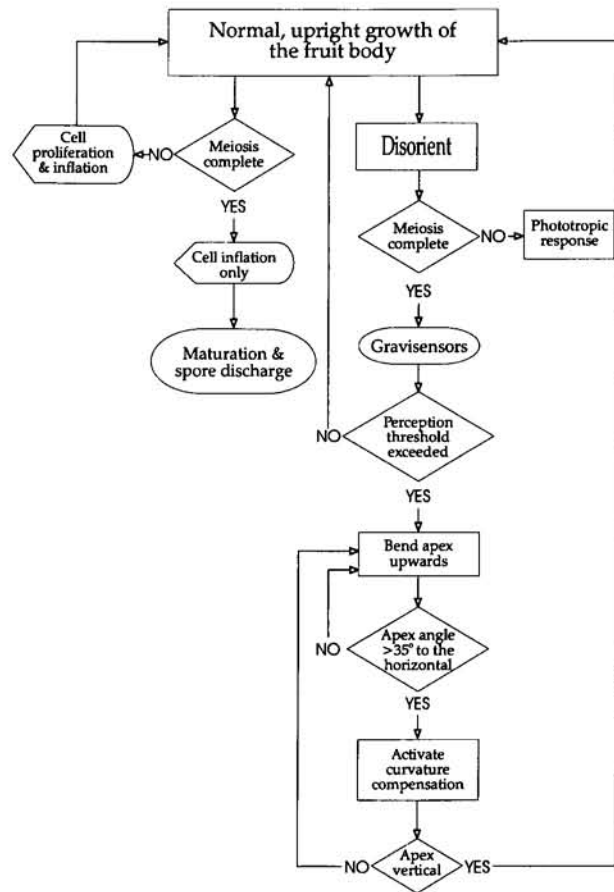 Normal, upright growth of
the fruit body
Cell
proliferation
& inflation
NO
Meiosis
complete
Disorient
YES
Meiosis
complete
NO
Phototropic
response
Cell inflation
only
YES
Maturation &
spore discharge
Gravisensors
NO
Perception
threshold
exceeded
YES
Bend apex
upwards
NO
Apex angle
>35° to the
horizontal
YES
Activate
curvature
compensation
NO
Apex
vertical
YES